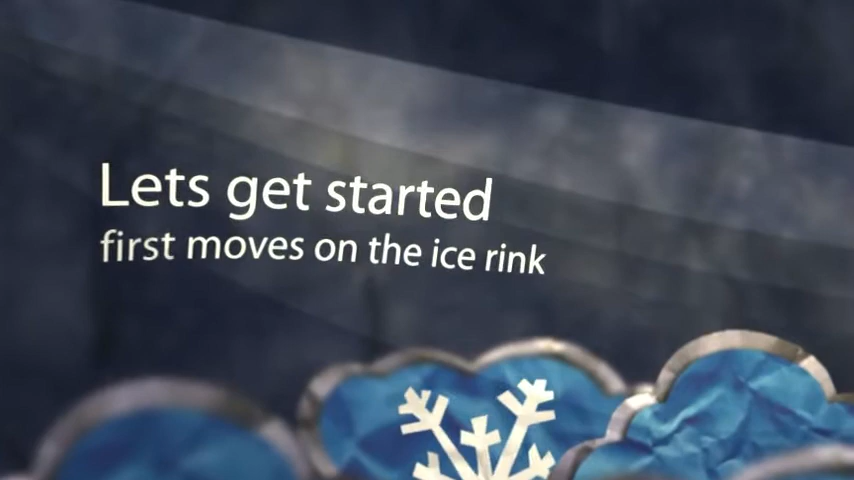 Lets get started
first moves on the ice rink